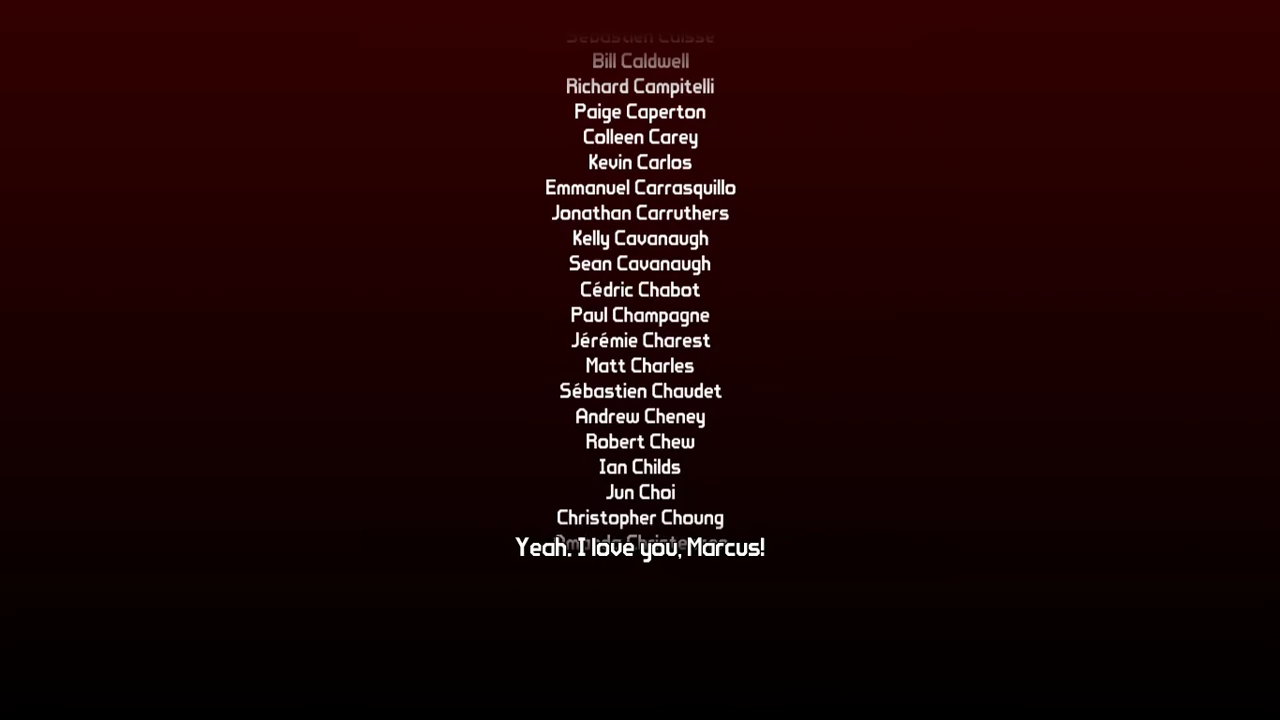 Sébastien Caisse
Bill Caldwell
Richard Campitelli
Paige Caperton
Colleen Carey
Kevin Carlos
Emmanuel Carrasquillo
Jonathan Carruthers
Kelly Cavanaugh
Sean Cavanaugh
Cédric Chabot
Paul Champagne
Jérémie Charest
Matt Charles
Sébastien Chaudet
Andrew Cheney
Robert Chew
Ian Childs
Jun Choi
Christopher Choung
Yeah. I love you, Marcus!